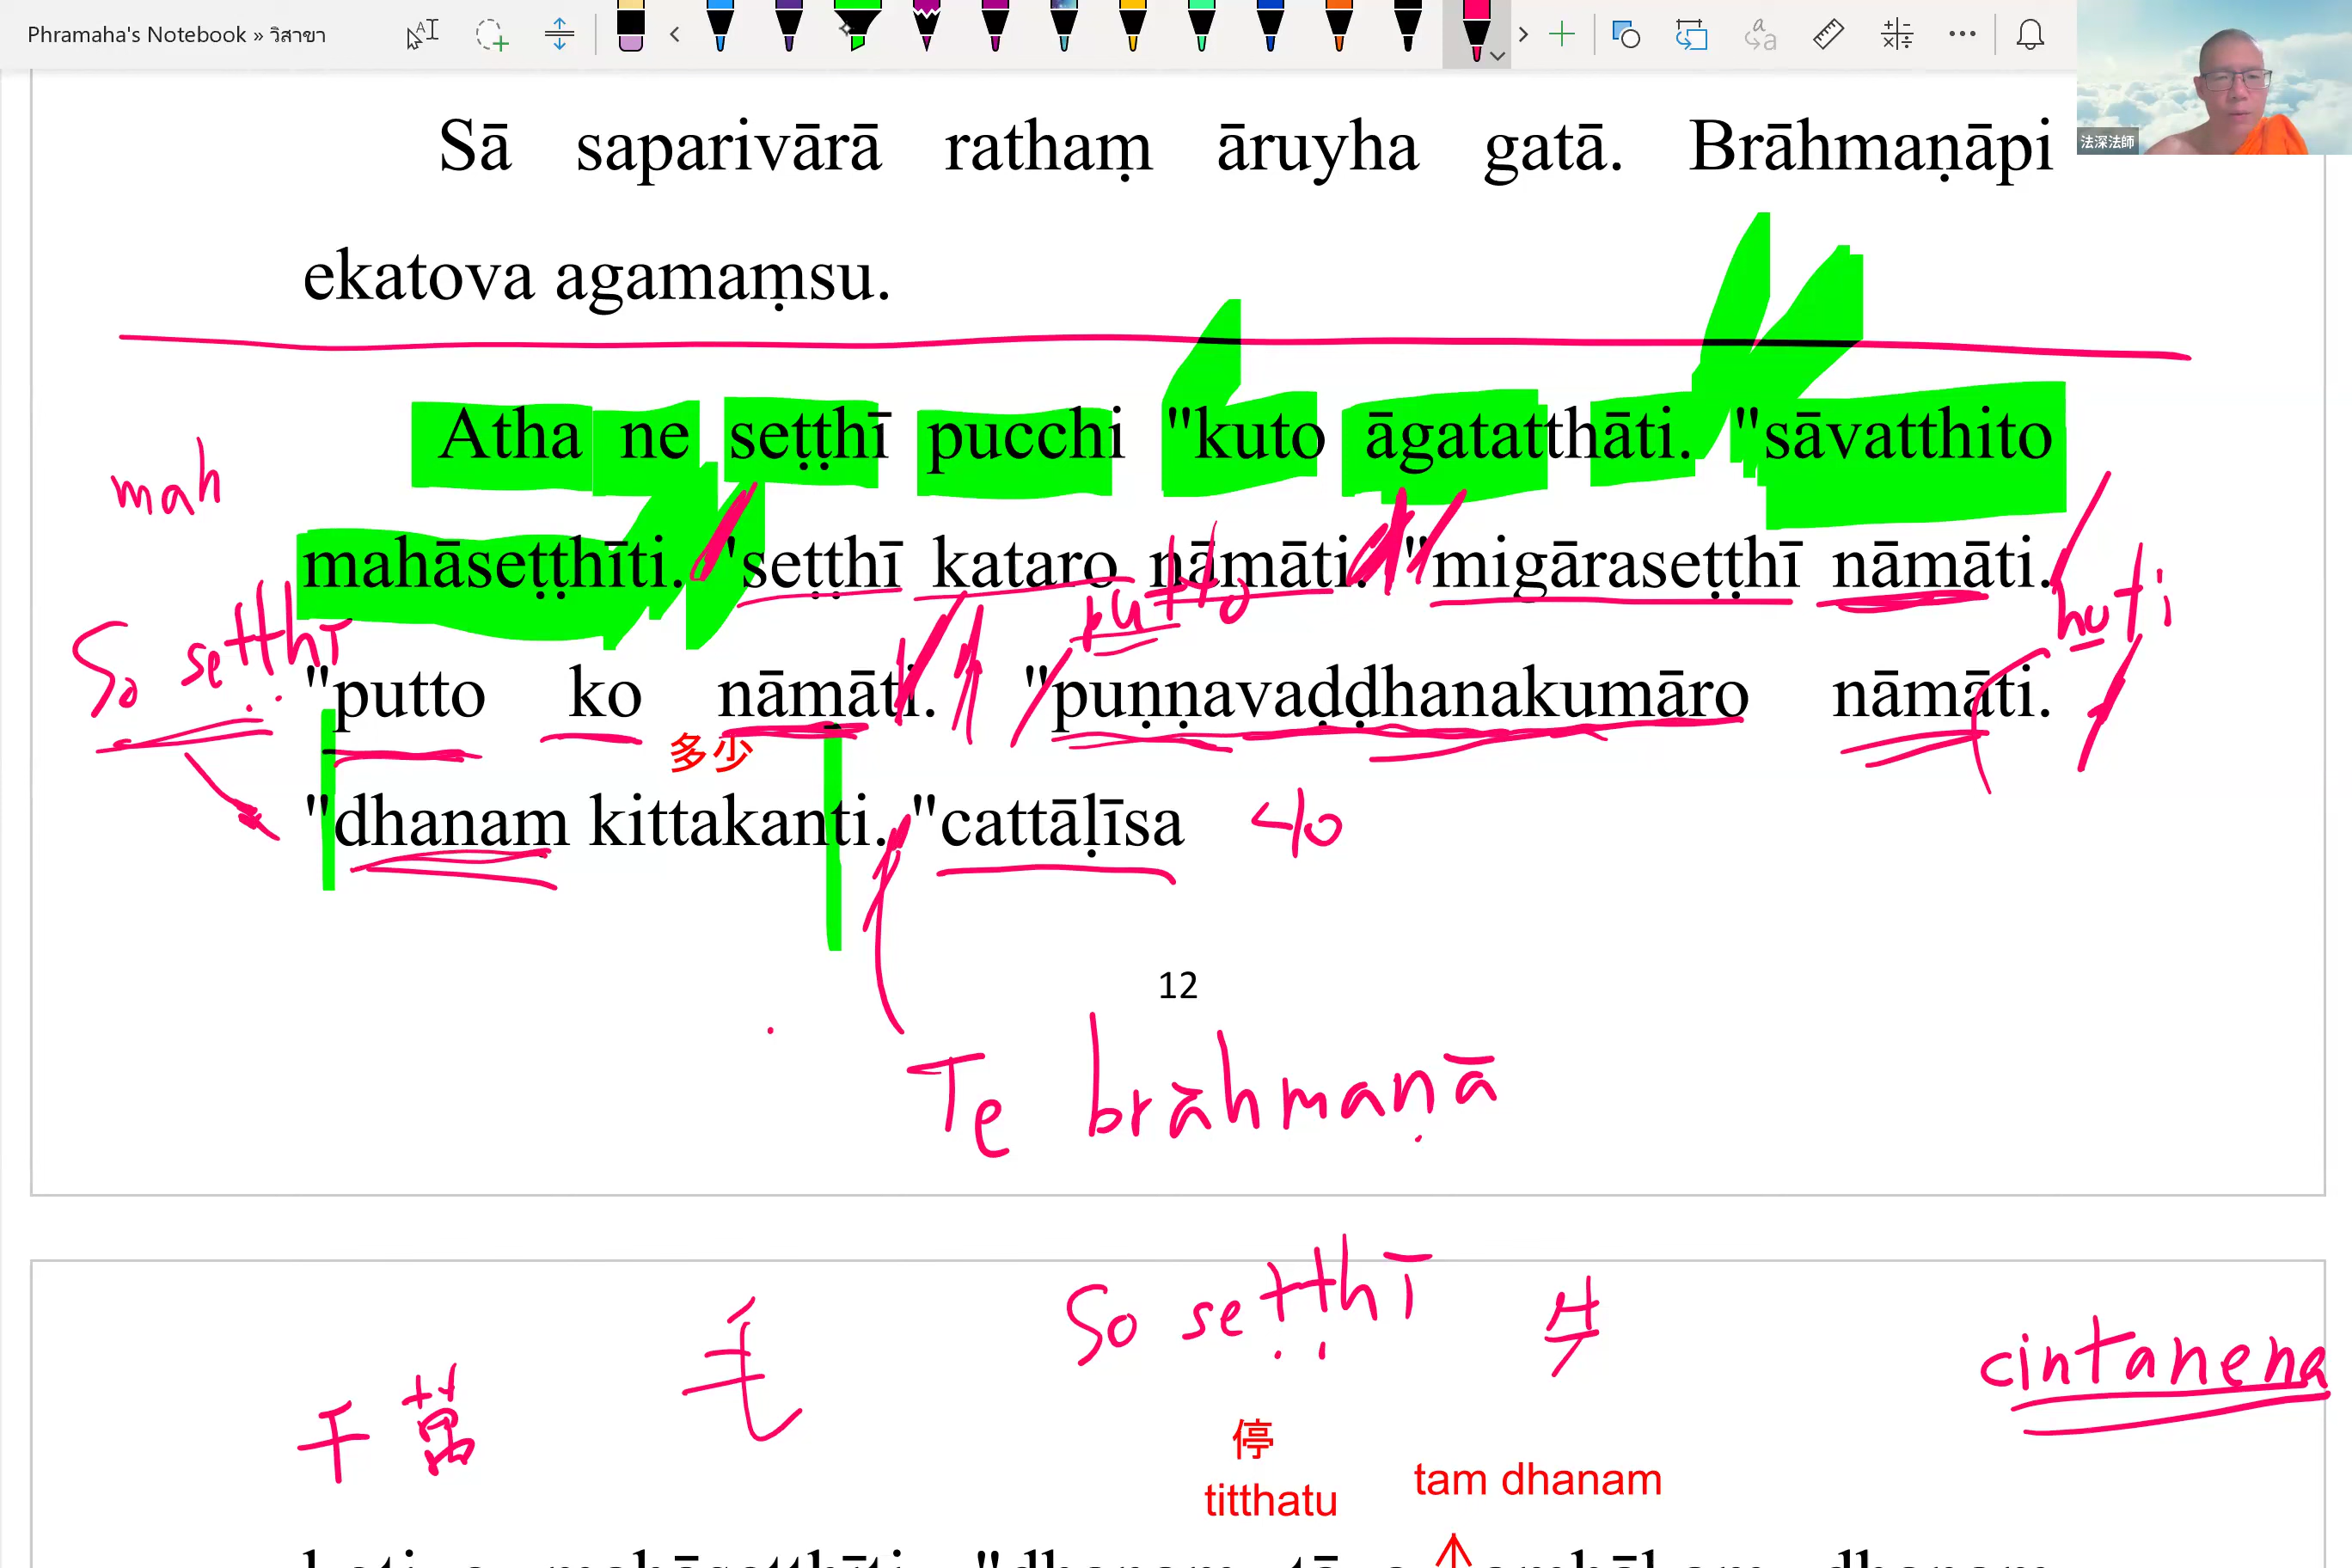 Phramaha's Notebook » วิสาขา
法深法師
Sā saparivārā rathaṃ āruyha gatā. Brāhmaṇāpi
ekatova agamaṃsu.
Atha ne seṭṭhī pucchi "kuto āgatatthāti. "sāvatthito
mah
mahāseṭṭhīti. "seṭṭhī kataro nāmāti. "migāraseṭṭhī nāmāti.
So seṭṭhī
putto
hoti
"putto ko nāmāti. "puṇṇavaḍḍhanakumāro nāmāti.
多少
"dhanaṃ kittakanti. "cattāḷīsa 40
12
Te brāhmaṇā
So seṭṭhī
cintanena
千萬
毛
停
titthatu
tam dhanam